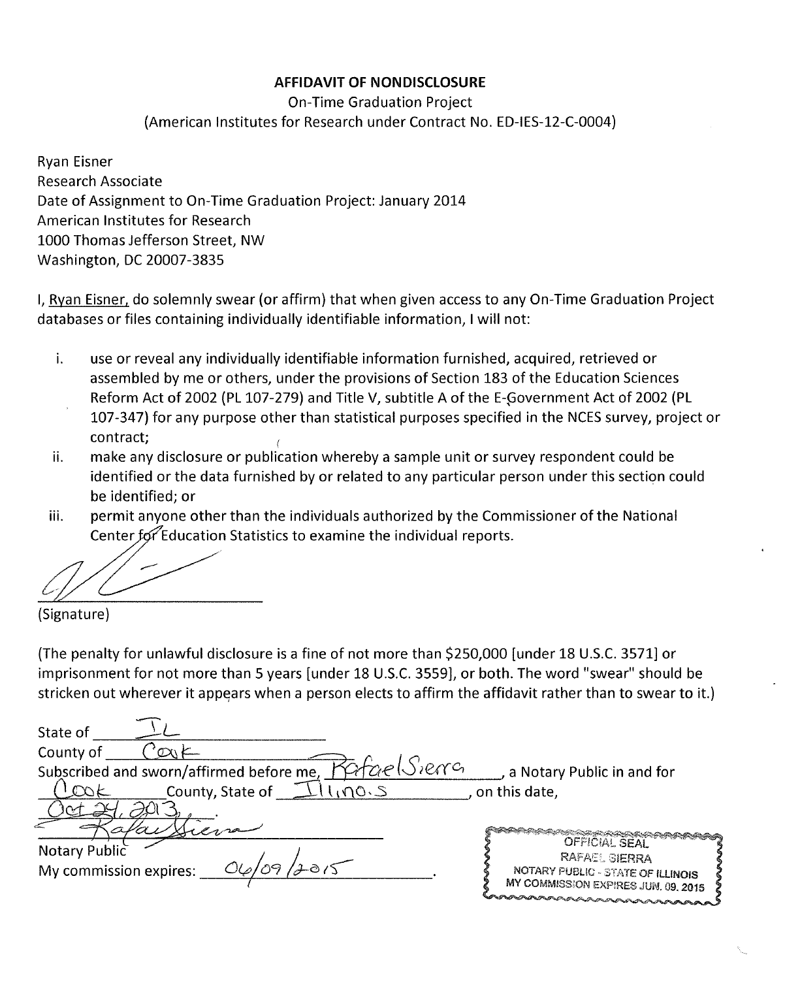 AFFIDAVIT OF NONDISCLOSURE
On-Time Graduation Project
(American Institutes for Research under Contract No. ED-IES-12-C-0004)
Ryan Eisner
Research Associate
Date of Assignment to On-Time Graduation Project: January 2014
American Institutes for Research
1000 Thomas Jefferson Street, NW
Washington, DC 20007-3835
I, Ryan Eisner, do solemnly swear (or affirm) that when given access to any On-Time Graduation Project
databases or files containing individually identifiable information, I will not:
i. use or reveal any individually identifiable information furnished, acquired, retrieved or
assembled by me or others, under the provisions of Section 183 of the Education Sciences
Reform Act of 2002 (PL 107-279) and Title V, subtitle A of the E-Government Act of 2002 (PL
107-347) for any purpose other than statistical purposes specified in the NCES survey, project or
contract;
ii. make any disclosure or publication whereby a sample unit or survey respondent could be
identified or the data furnished by or related to any particular person under this section could
be identified; or
iii. permit anyone other than the individuals authorized by the Commissioner of the National
Center for Education Statistics to examine the individual reports.
(Signature)
(The penalty for unlawful disclosure is a fine of not more than $250,000 [under 18 U.S.C. 3571] or
imprisonment for not more than 5 years [under 18 U.S.C. 3559], or both. The word "swear" should be
stricken out wherever it appears when a person elects to affirm the affidavit rather than to swear to it.)
State of IL
County of Cook
Subscribed and sworn/affirmed before me, Rafael Sierra, a Notary Public in and for
Cook County, State of Illinois, on this date,
Oct 24, 2013.
Rafael Sierra
Notary Public
My commission expires: 06/09/2015.
OFFICIAL SEAL
RAFAEL SIERRA
NOTARY PUBLIC - STATE OF ILLINOIS
MY COMMISSION EXPIRES JUN. 09, 2015